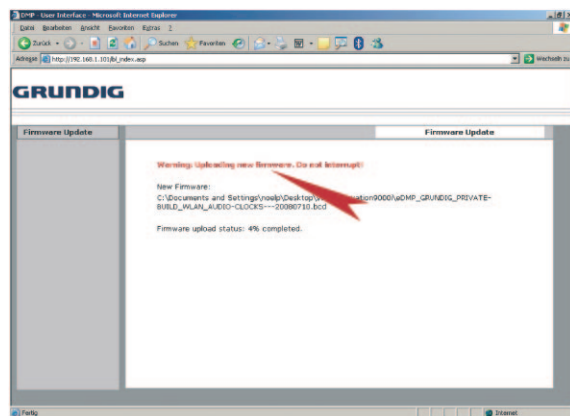 DMP - User Interface - Microsoft Internet Explorer
Datei Bearbeiten Ansicht Favoriten Extras ?
Zurück Suchen Favoriten
Adresse http://192.168.1.101/bl_index.asp Wechseln zu
GRUNDIG
Firmware Update
Firmware Update
Warning: Uploading new firmware. Do not interrupt!
New Firmware:
C:\Documents and Settings\noelp\Desktop\
BUILD_WLAN_AUDIO-CLOCKS---20080718.bcd
Firmware upload status: 4% completed.
Fertig Internet